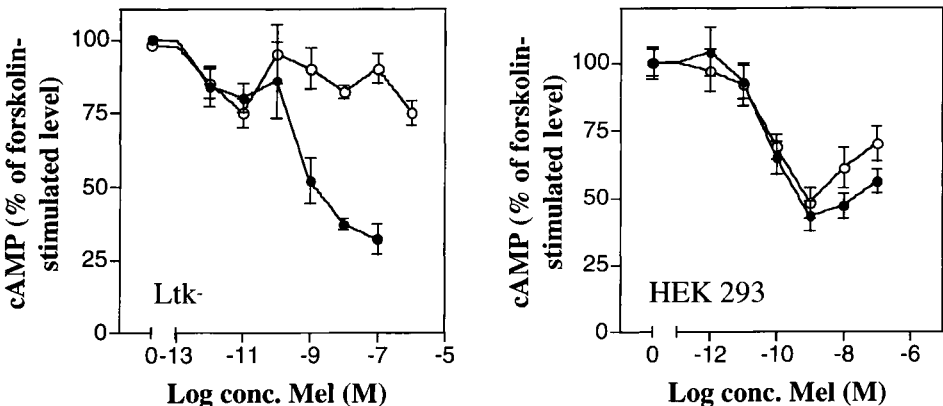 cAMP (% of forskolin-
stimulated level)
100
75
50
25
0
Ltk-
0 -13 -11 -9 -7 -5
Log conc. Mel (M)
cAMP (% of forskolin-
stimulated level)
100
75
50
25
0
HEK 293
0 -12 -10 -8 -6
Log conc. Mel (M)